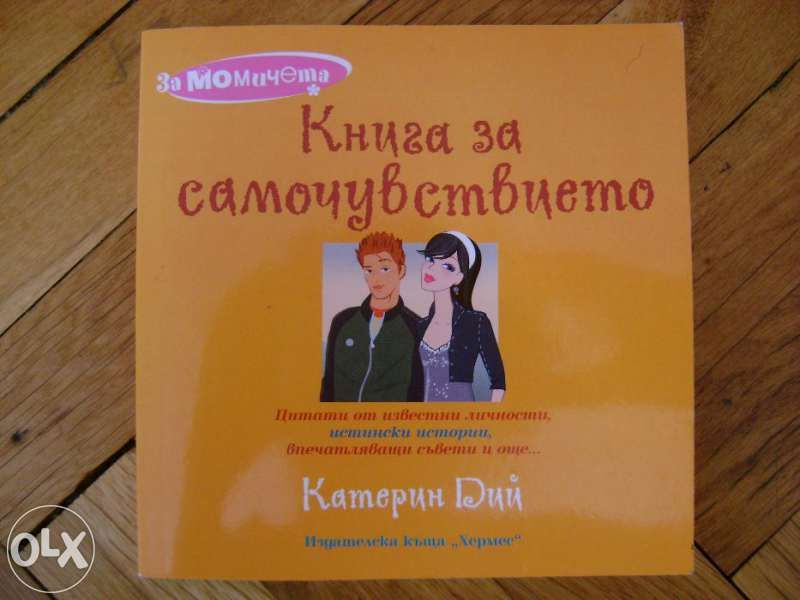 За момичета
Книга за
самочувствието
Цитати от известни личности,
истински истории,
впечатляващи съвети и още...
Катерин Дий
Издателска къща „Хермес“
OLX